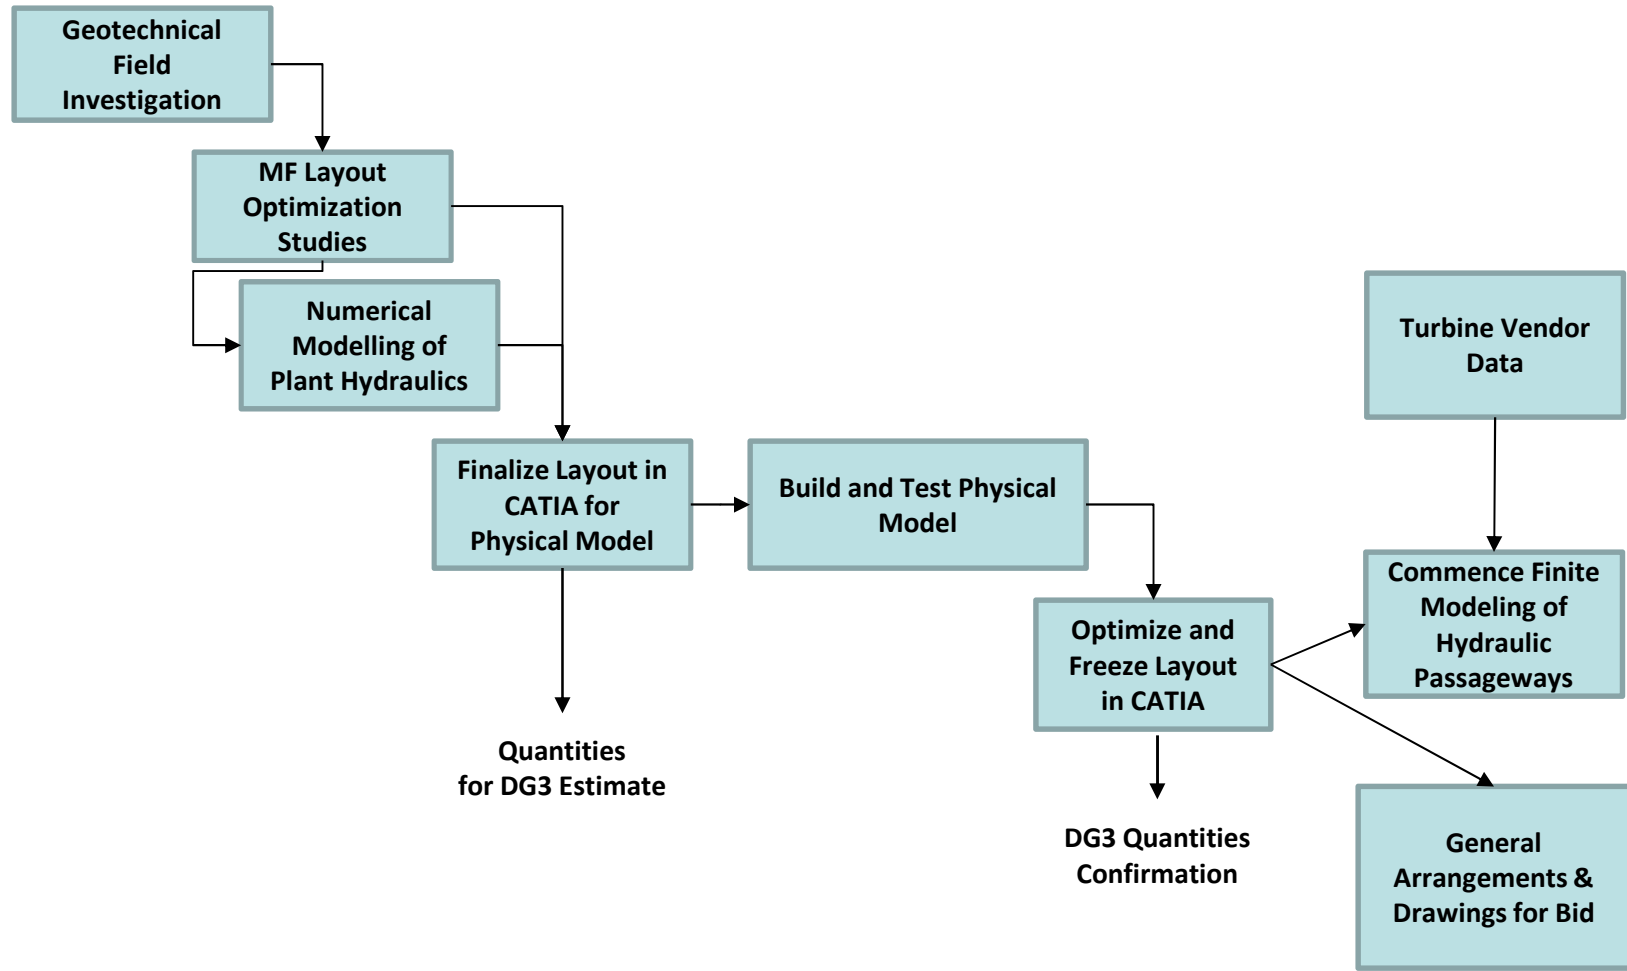 Geotechnical
Field
Investigation
MF Layout
Optimization
Studies
Numerical
Modelling of
Plant Hydraulics
Turbine Vendor
Data
Finalize Layout in
CATIA for
Physical Model
Build and Test Physical
Model
Commence Finite
Modeling of
Hydraulic
Passageways
Optimize and
Freeze Layout
in CATIA
Quantities
for DG3 Estimate
DG3 Quantities
Confirmation
General
Arrangements &
Drawings for Bid